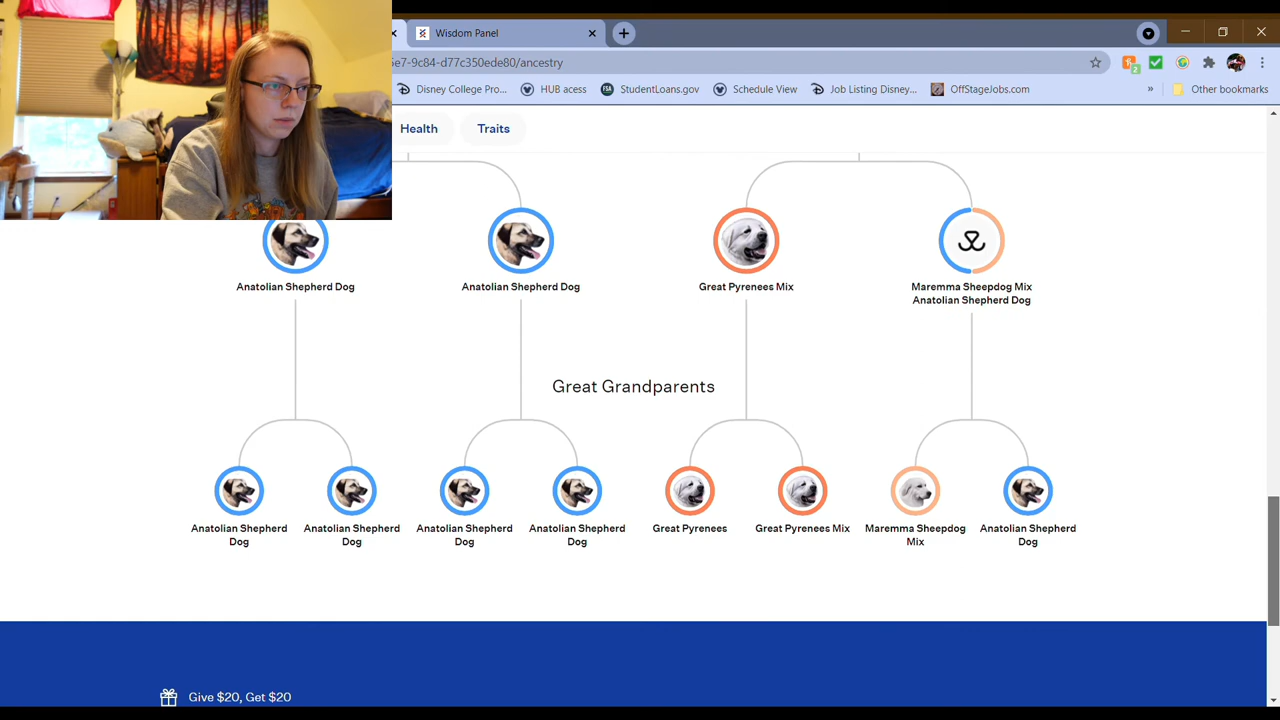 Wisdom Panel
5e7-9c84-d77c350ede80/ancestry
Disney College Pro...
HUB acess
StudentLoans.gov
Schedule View
Job Listing Disney...
OffStageJobs.com
»
Other bookmarks
Health
Traits
Anatolian Shepherd Dog
Anatolian Shepherd Dog
Great Pyrenees Mix
Maremma Sheepdog Mix
Anatolian Shepherd Dog
Great Grandparents
Anatolian Shepherd
Dog
Anatolian Shepherd
Dog
Anatolian Shepherd
Dog
Anatolian Shepherd
Dog
Great Pyrenees
Great Pyrenees Mix
Maremma Sheepdog
Mix
Anatolian Shepherd
Dog
Give $20, Get $20